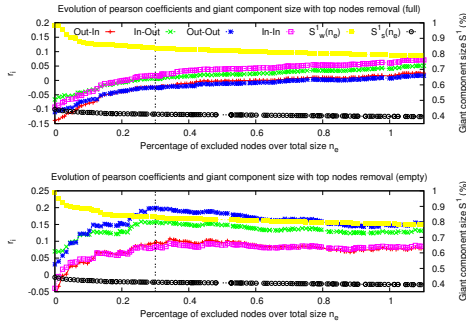 Evolution of pearson coefficients and giant component size with top nodes removal (full)
Out-In In-Out Out-Out In-In S¹w(nₑ) S¹s(nₑ)
0.2
0.15
0.1
0.05
0
-0.05
-0.1
-0.15
rᵢ
1
0.9
0.8
0.7
0.6
0.5
0.4
Giant component size S¹ (%)
0 0.2 0.4 0.6 0.8 1
Percentage of excluded nodes over total size nₑ
Evolution of pearson coefficients and giant component size with top nodes removal (empty)
0.25
0.2
0.15
0.1
0.05
0
-0.05
rᵢ
1
0.9
0.8
0.7
0.6
0.5
0.4
Giant component size S¹ (%)
0 0.2 0.4 0.6 0.8 1
Percentage of excluded nodes over total size nₑ